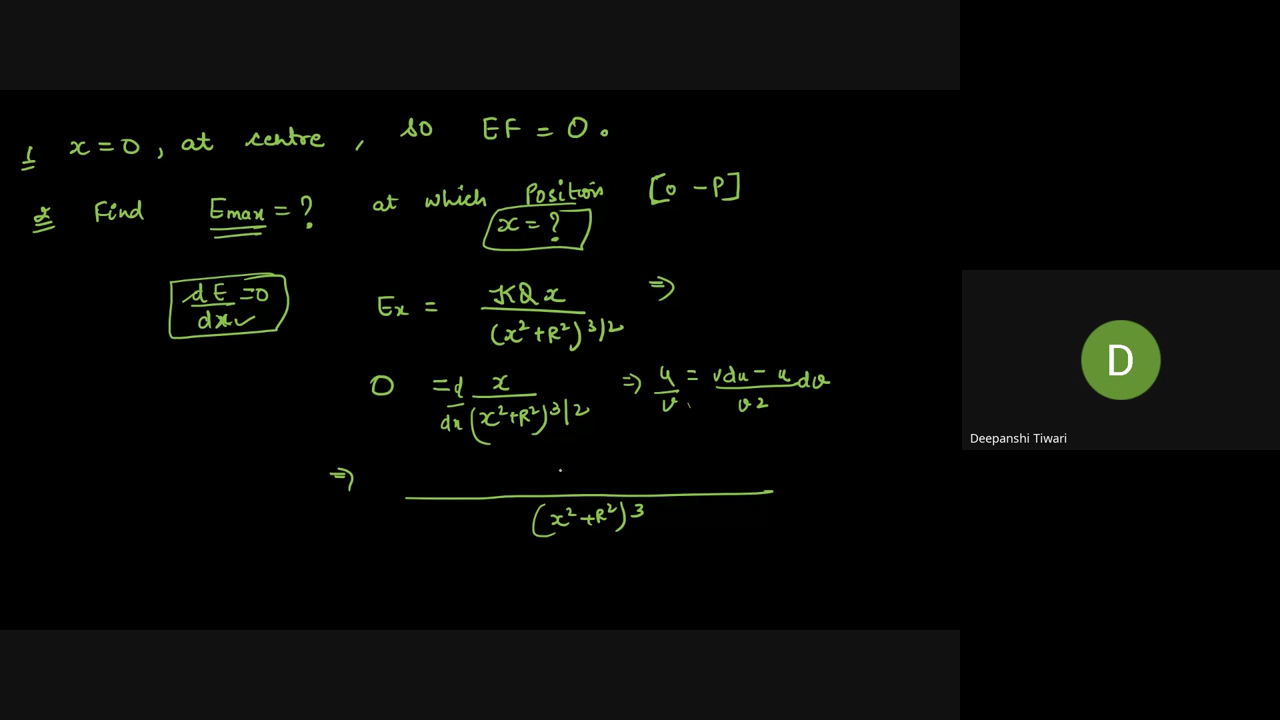 1 x = 0, at centre, so EF = 0.
2 Find Emax = ? at which Position [0 - P]
x = ?
dE/dx = 0
Ex = KQx/(x²+R²)^3/2 ⇒
0 = d/dx x/(x²+R²)^3/2 ⇒ u/v = vdu - udv/v2
⇒ /(x²+R²)³
D
Deepanshi Tiwari